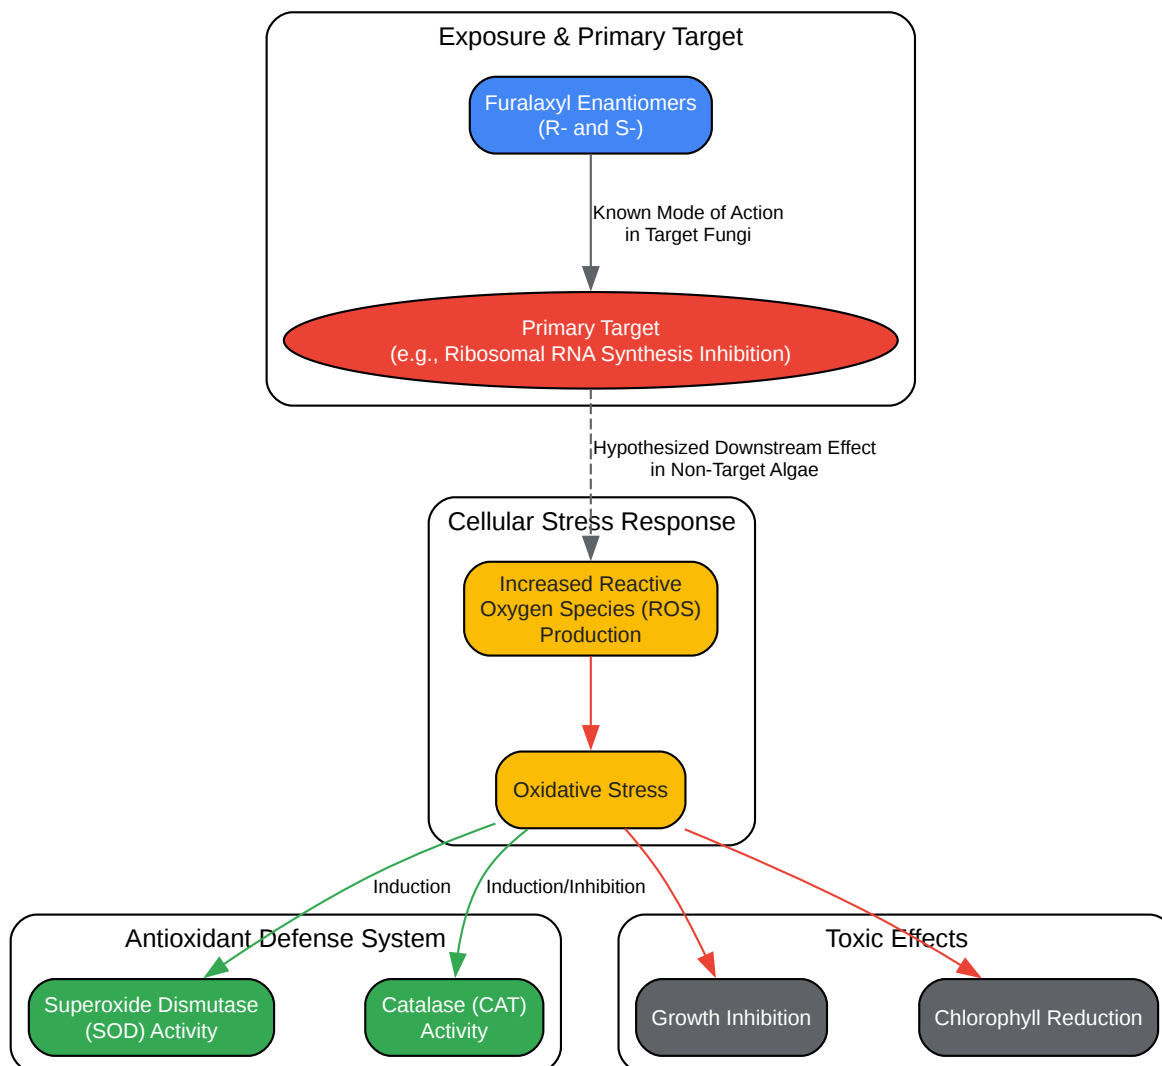 Exposure & Primary Target
Furalaxyl Enantiomers
(R- and S-)
Known Mode of Action
in Target Fungi
Primary Target
(e.g., Ribosomal RNA Synthesis Inhibition)
Hypothesized Downstream Effect
in Non-Target Algae
Cellular Stress Response
Increased Reactive
Oxygen Species (ROS)
Production
Oxidative Stress
Induction
Induction/Inhibition
Antioxidant Defense System
Superoxide Dismutase
(SOD) Activity
Catalase (CAT)
Activity
Toxic Effects
Growth Inhibition
Chlorophyll Reduction